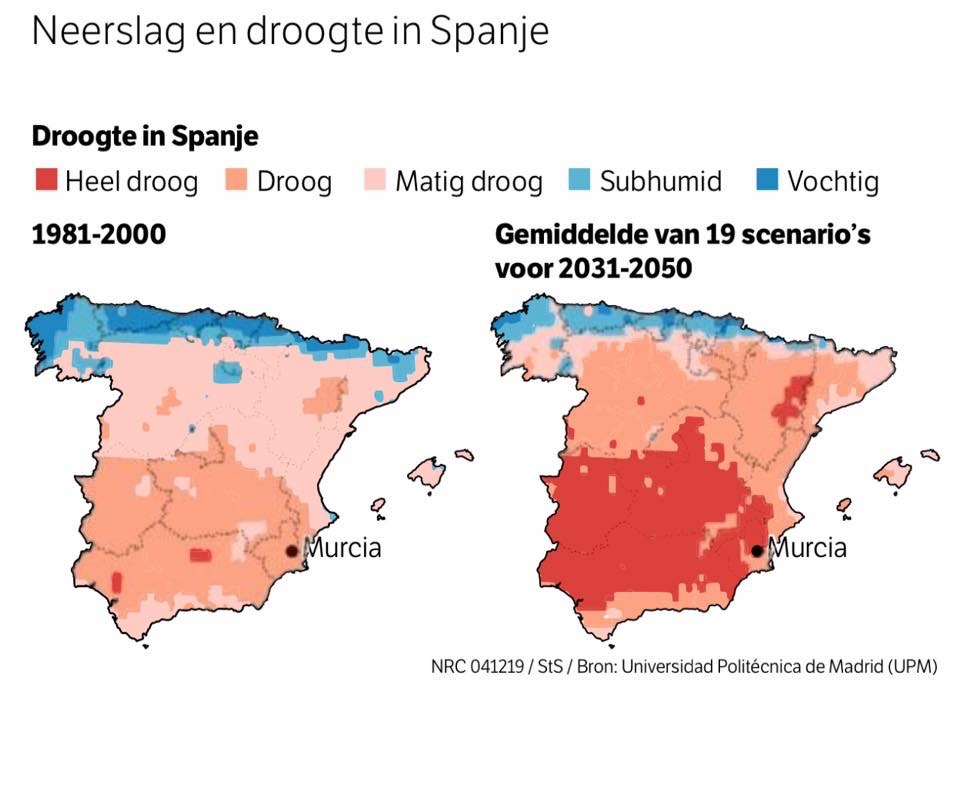 Neerslag en droogte in Spanje
Droogte in Spanje
Heel droog Droog Matig droog Subhumid Vochtig
1981-2000
Gemiddelde van 19 scenario's
voor 2031-2050
Murcia
Murcia
NRC 041219 / StS / Bron: Universidad Politécnica de Madrid (UPM)